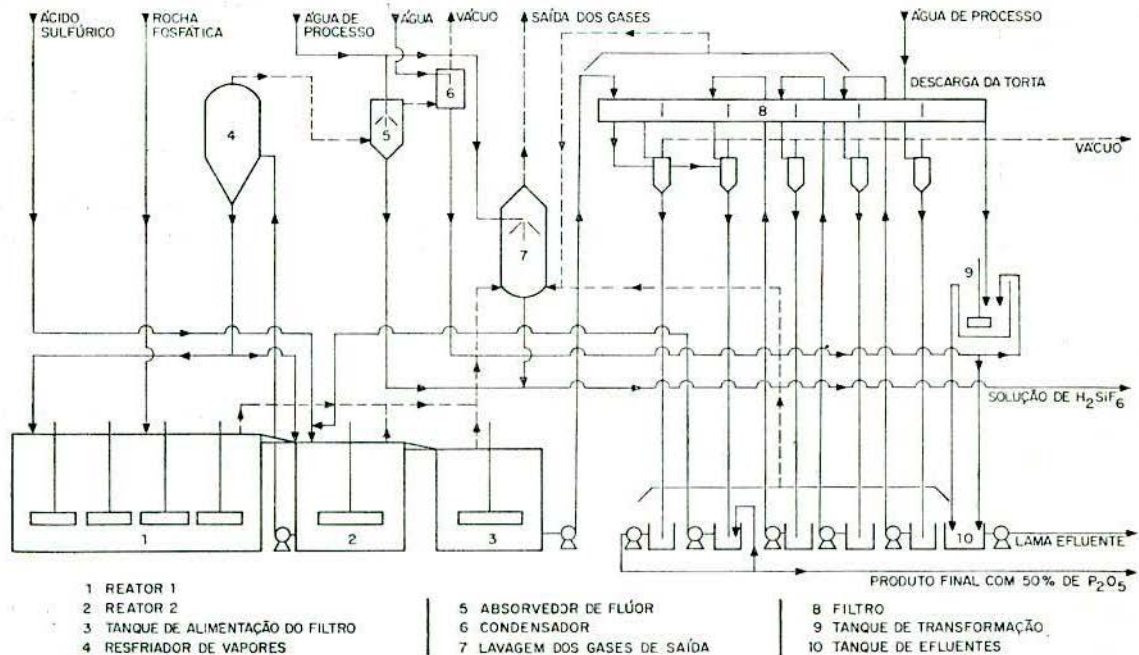 ÁCIDO SULFÚRICO
ROCHA FOSFÁTICA
ÁGUA DE PROCESSO
ÁGUA
VÁCUO
SAÍDA DOS GASES
ÁGUA DE PROCESSO
DESCARGA DA TORTA
4
5
6
7
8
VÁCUO
9
SOLUÇÃO DE H2SiF6
1
2
3
10
LAMA EFLUENTE
PRODUTO FINAL COM 50% DE P2O5
1 REATOR 1
2 REATOR 2
3 TANQUE DE ALIMENTAÇÃO DO FILTRO
4 RESFRIADOR DE VAPORES
5 ABSORVEDOR DE FLÚOR
6 CONDENSADOR
7 LAVAGEM DOS GASES DE SAÍDA
8 FILTRO
9 TANQUE DE TRANSFORMAÇÃO
10 TANQUE DE EFLUENTES